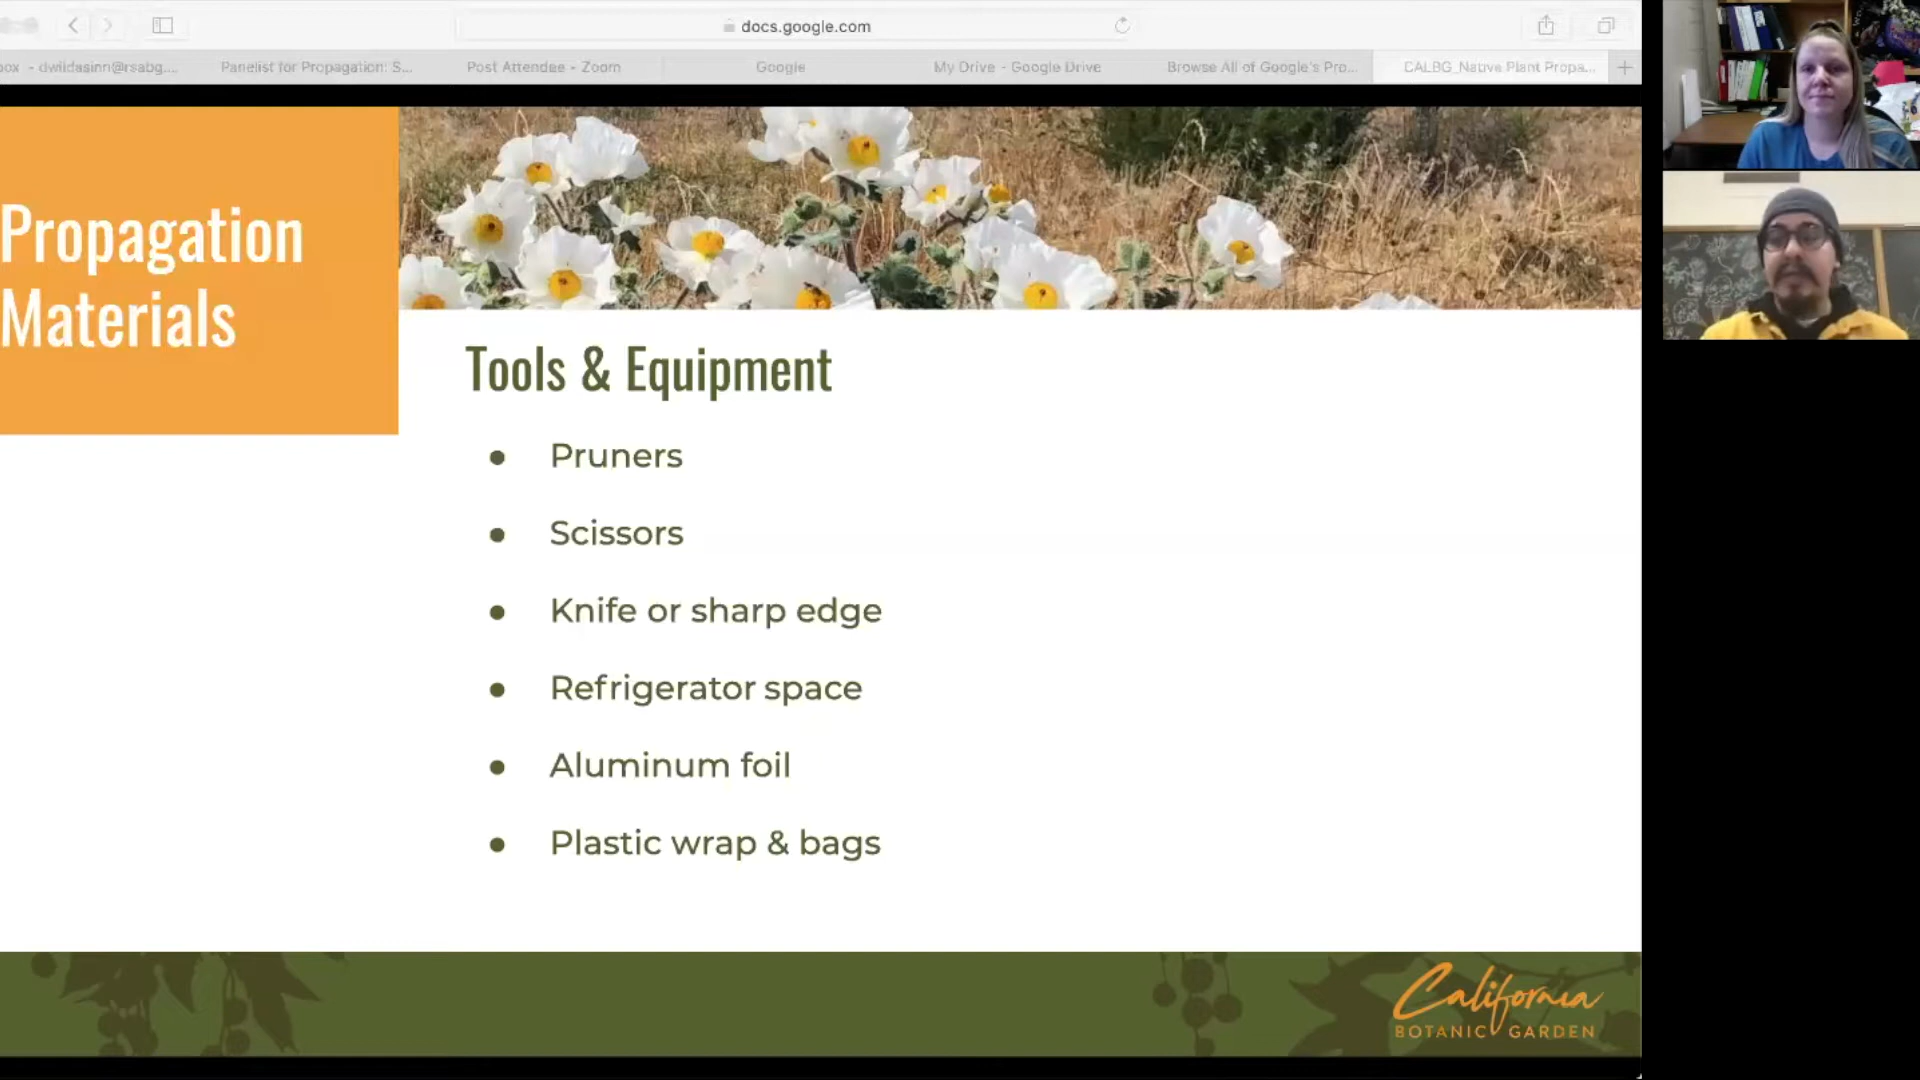 docs.google.com
box - dwildasinn@rsabg....
Panelist for Propagation: S...
Post Attendee - Zoom
Google
My Drive - Google Drive
Browse All of Google's Pro...
CALBG_Native Plant Propa...
Propagation
Materials
Tools & Equipment
● Pruners
● Scissors
● Knife or sharp edge
● Refrigerator space
● Aluminum foil
● Plastic wrap & bags
California
BOTANIC GARDEN